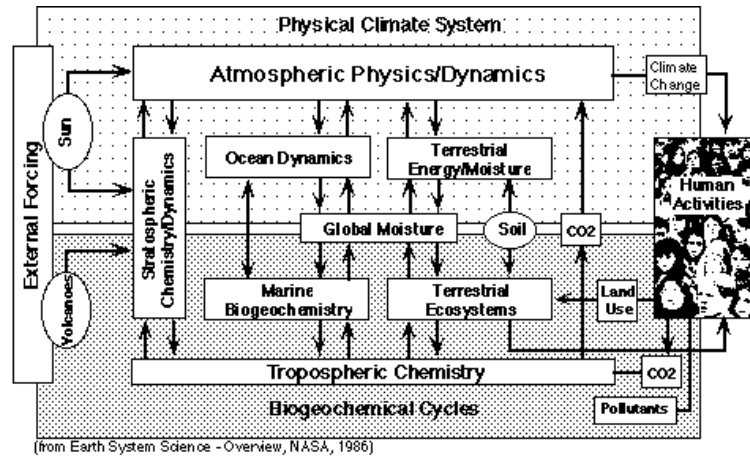 Physical Climate System
Atmospheric Physics/Dynamics
Climate
Change
External Forcing
Sun
Ocean Dynamics
Terrestrial
Energy/Moisture
Stratospheric
Chemistry/Dynamics
Human
Activities
Global Moisture
Soil
CO2
Volcanoes
Marine
Biogeochemistry
Terrestrial
Ecosystems
Land
Use
Tropospheric Chemistry
CO2
Biogeochemical Cycles
Pollutants
(from Earth System Science - Overview, NASA, 1986)